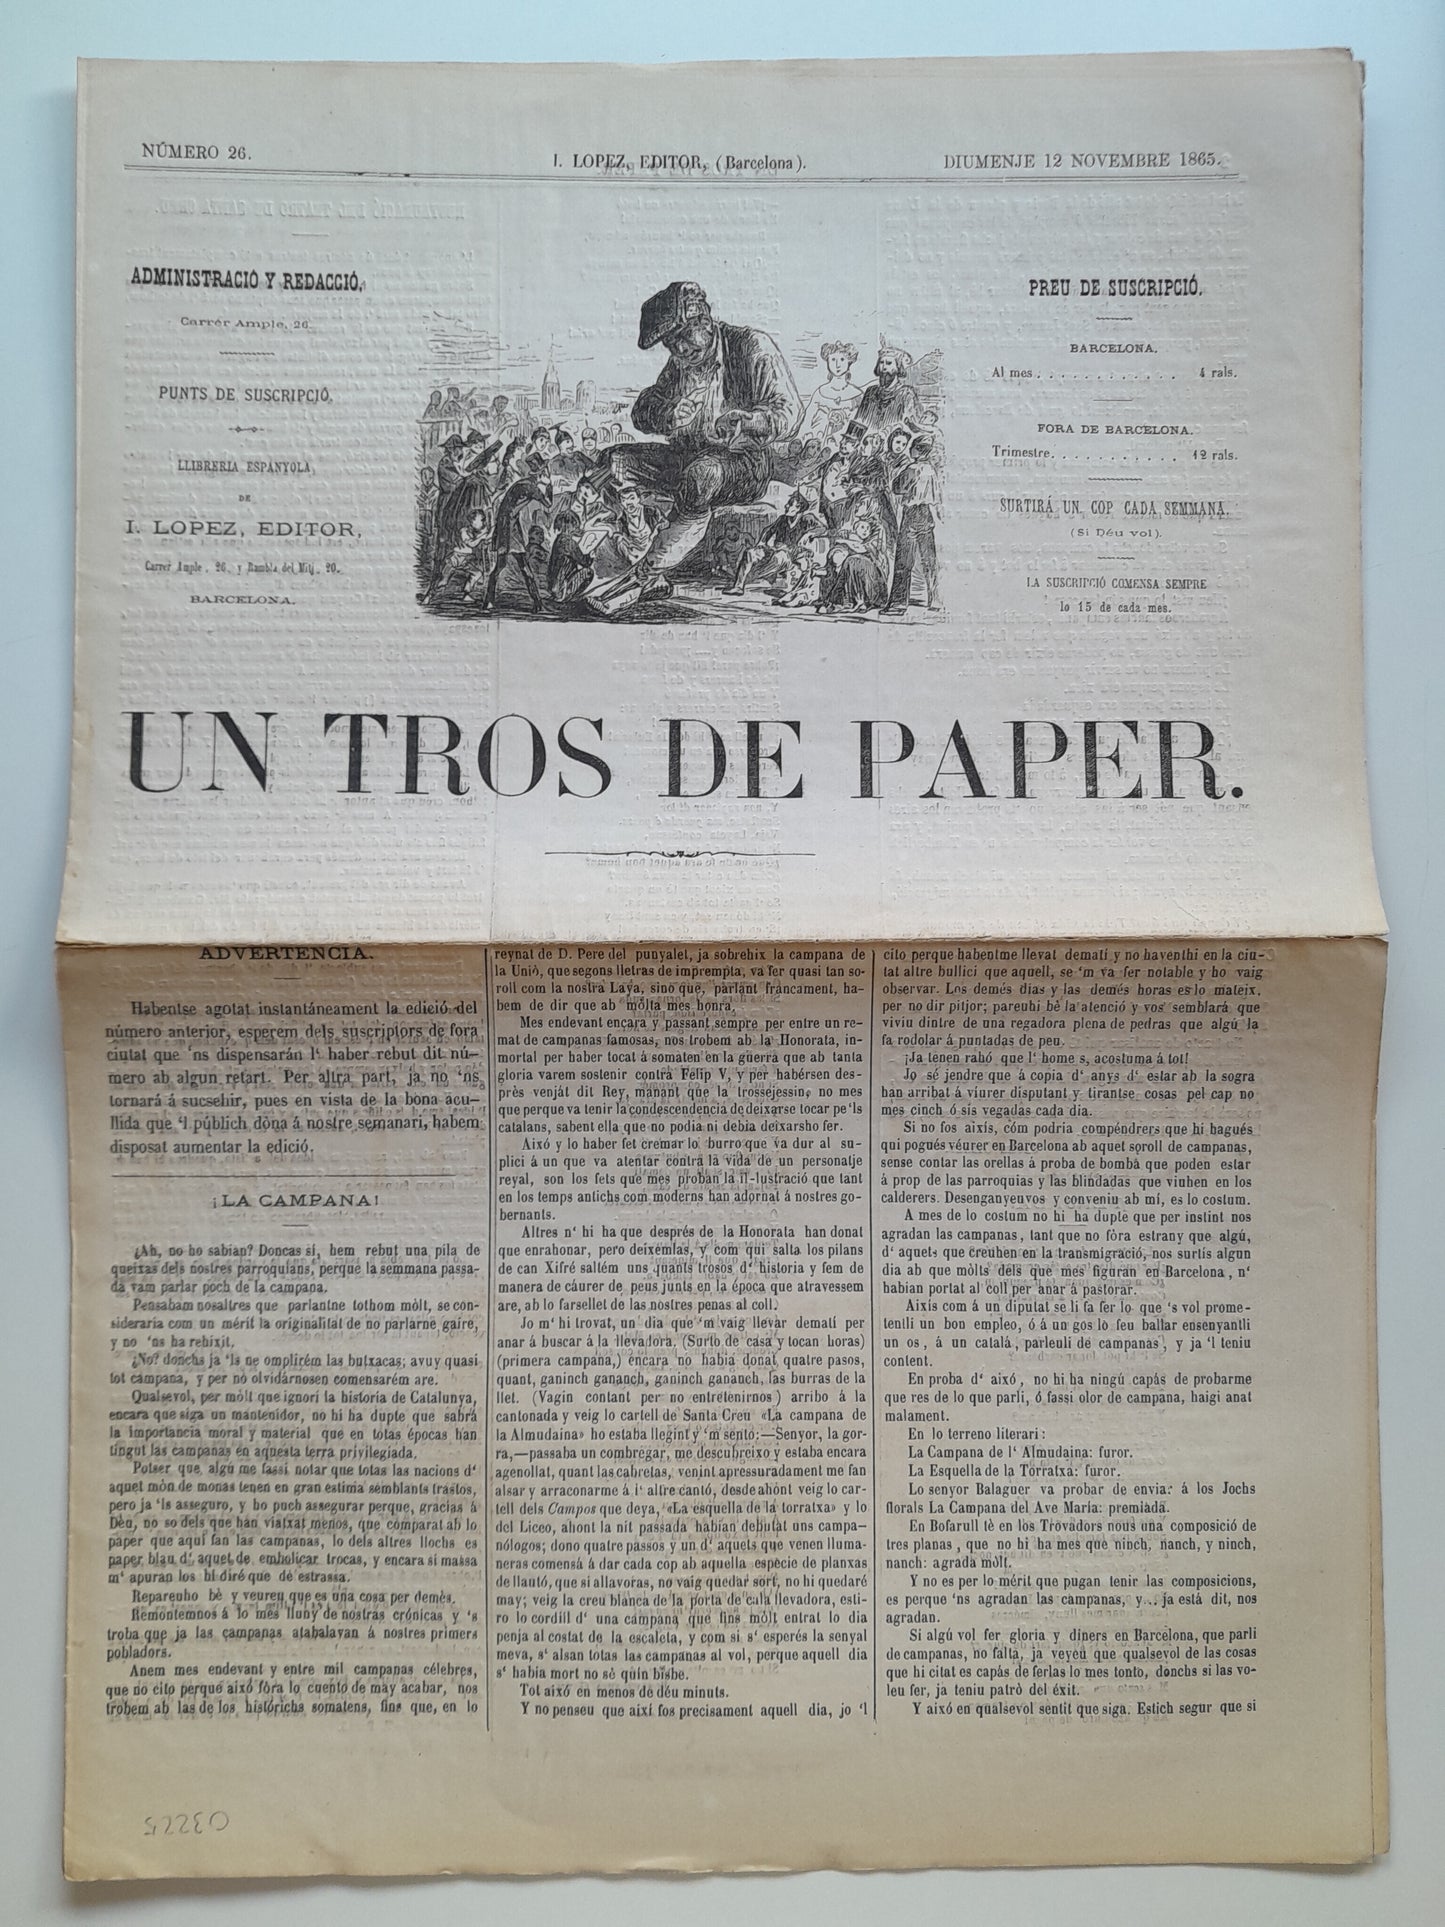 NÚMERO 26.
I. LOPEZ, EDITOR, (Barcelona).
DIUMENJE 12 NOVEMBRE 1865.
ADMINISTRACIÓ Y REDACCIÓ.
Carrér Ample, 26.
PUNTS DE SUSCRIPCIÓ.
LLIBRERIA ESPANYOLA,
DE
I. LOPEZ, EDITOR,
Carrer Ample, 26, y Rambla del Mitj, 20.
BARCELONA.
PREU DE SUSCRIPCIÓ.
BARCELONA.
Al mes . . . . . . . . . . . . 4 rals.
FORA DE BARCELONA.
Trimestre. . . . . . . . . . . 12 rals.
SURTIRÁ UN COP CADA SEMMANA.
(Si Déu vol).
LA SUSCRIPCIÓ COMENSA SEMPRE
lo 15 de cada mes.
UN TROS DE PAPER.
ADVERTENCIA.
Habentse agotat instantáneament la edició del
número anterior, esperem dels suscriptors de fora
ciutat que 'ns dispensarán l' haber rebut dit nú-
mero ab algun retart. Per altra part, ja no 'ns
tornará á sucsehir, pues en vista de la bona acu-
llida que 'l públich dóna á nostre semanari, habem
disposat aumentar la edició.
¡LA CAMPANA!
¿Ah, no ho sabian? Doncas sí, hem rebut una pila de
queixas dels nostres parroquians, perque la semmana passa-
da vam parlar poch de la campana.
Pensabam nosaltres que parlantne tothom mòlt, se con-
sideraria com un mérit la originalitat de no parlarne gaire,
y no 'ns ha rehixit.
¿No? donchs ja 'ls ne omplirém las butxacas; avuy quasi
tot campana, y per nò olvidárnosen comensarém are.
Qualsevol, per mòlt que ignori la historia de Catalunya,
encara que siga un mantenidor, no hi ha dupte que sabrá
la importancia moral y material que en totas épocas han
tingut las campanas en aquesta terra privilegiada.
Potser que algú me fassi notar que totas las nacions d'
aquet món de monas tenen en gran estima semblants trastos,
pero ja 'ls asseguro, y ho puch assegurar perque, gracias á
Dèu, no so dels que han viatxat menos, que comparat ab lo
paper que aquí fan las campanas, lo dels altres llochs es
paper blau d' aquet de embolicar trocas, y encara si massa
m' apuran los hi diré que de estrassa.
Reparenho bè y veureu que es una cosa per demès.
Remontemnos á lo mes lluny de nostras crónicas y 's
troba que ja las campanas atabalavan á nostres primers
pobladors.
Anem mes endevant y entre mil campanas célebres,
que no cito perque aixó fòra lo cuento de may acabar, nos
trobem ab las de los histórichs somatens, fins que, en lo
reynat de D. Pere del punyalet, ja sobrehix la campana de
la Uniò, que segons lletras de imprempta, va fer quasi tan so-
roll com la nostra Laya, sino que, parlant francament, ha-
bem de dir que ab mòlta mes honra.
Mes endevant encara y passant sempre per entre un re-
mat de campanas famosas, nos trobem ab la Honorata, in-
mortal per haber tocat á somaten en la guerra que ab tanta
gloria varem sostenir contra Felip V, y per habérsen des-
près venját dit Rey, manant que la trossejessin, no mes
que perque va tenir la condescendencia de deixarse tocar pe 'ls
catalans, sabent ella que no podia ni debia deixarsho fer.
Aixó y lo haber fet cremar lo burro que va dur al su-
plici á un que va atentar contra la vida de un personatje
reyal, son los fets que mes proban la il-lustració que tant
en los temps antichs com moderns han adornat á nostres go-
bernants.
Altres n' hi ha que després de la Honorata han donat
que enrahonar, pero deixemlas, y com qui salta los pilans
de can Xifré saltém uns quants trosos d' historia y fem de
manera de cáurer de peus junts en la época que atravessem
are, ab lo farsellet de las nostres penas al coll.
Jo m' hi trovat, un dia que 'm vaig llevar dematí per
anar á buscar á la llevadora. (Surto de casa y tocan horas)
(primera campana,) encara no habia donat quatre pasos,
quant, ganinch gananch, ganinch gananch, las burras de la
llet. (Vagin contant per no entretenirnos) arribo á la
cantonada y veig lo cartell de Santa Creu «La campana de
la Almudaina» ho estaba llegint y 'm sento:—Senyor, la gor-
ra,—passaba un combregar, me descubreixo y estaba encara
agenollat, quant las cabretas, venint apressuradament me fan
alsar y arraconarme á l' altre cantó, desde ahónt veig lo car-
tell dels Campos que deya, «La esquella de la torratxa» y lo
del Liceo, ahont la nit passada habian debutat uns campa-
nólogos; dono quatre passos y un d' aquets que venen lluma-
neras comensá á dar cada cop ab aquella especie de planxas
de llautó, que si allavoras, no vaig quedar sort, no hi quedaré
may; veig la creu blanca de la porta de cala llevadora, esti-
ro lo cordill d' una campana que fins mòlt entrat lo dia
penja al costat de la escaleta, y com si s' esperés la senyal
meva, s' alsan totas las campanas al vol, perque aquell dia
s' habia mort no sè quin bisbe.
Tot aixó en menos de déu minuts.
Y no penseu que aixi fos precisament aquell dia, jo 'l
cito perque habentme llevat dematí y no haventhi en la ciu-
tat altre bullici que aquell, se 'm va fer notable y ho vaig
observar. Los demés dias y las demés horas es lo mateix,
per no dir pitjor; pareuhi bè la atenció y vos semblará que
viviu dintre de una regadora plena de pedras que algú la
fa rodolar á puntadas de peu.
¡Ja tenen rahó que l' home s, acostuma á tot!
Jo sé jendre que á copia d' anys d' estar ab la sogra
han arribat á víurer disputant y tirantse cosas pel cap no
mes cinch ó sis vegadas cada dia.
Si no fos aixís, cóm podria compéndrers que hi bagués
qui pogués véurer en Barcelona ab aquet soroll de campanas,
sense contar las orellas á proba de bomba que poden estar
á prop de las parroquias y las blindadas que viuhen en los
calderers. Desenganyeuvos y conveniu ab mí, es lo costum.
A mes de lo costum no hi ha dupte que per instint nos
agradan las campanas, tant que no fòra estrany que algú,
d' aquets que creuhen en la transmigració, nos surtis algun
dia ab que mòlts dels que mes figuran en Barcelona, n'
habian portat al coll per anar á pastorar.
Aixis com á un diputat se li fa fer lo que 's vol prome-
tentli un bon empleo, ó á un gos lo feu ballar ensenyantli
un os, á un catalá, parleuli de campanas, y ja 'l teniu
content.
En proba d' aixó, no hi ha ningú capás de probarme
que res de lo que parli, ó fassi olor de campana, haigi anat
malament.
En lo terreno literari:
La Campana de l' Almudaina: furor.
La Esquella de la Torratxa: furor.
Lo senyor Balaguer va probar de enviar á los Jochs
florals La Campana del Ave María: premiada.
En Bofarull tè en los Trovadors nous una composició de
tres planas, que no hi ha mes que ninch, nanch, y ninch,
nanch: agrada mòlt.
Y no es per lo mérit que pugan tenir las composicions,
es perque 'ns agradan las campanas, y... ja está dit, nos
agradan.
Si algú vol fer gloria y diners en Barcelona, que parli
de campanas, no falta, ja veyeu que qualsevol de las cosas
que hi citat es capás de ferlas lo mes tonto, donchs si las vo-
leu fer, ja teniu patrò del éxit.
Y aixó en qualsevol sentit que siga. Estich segur que si
03225